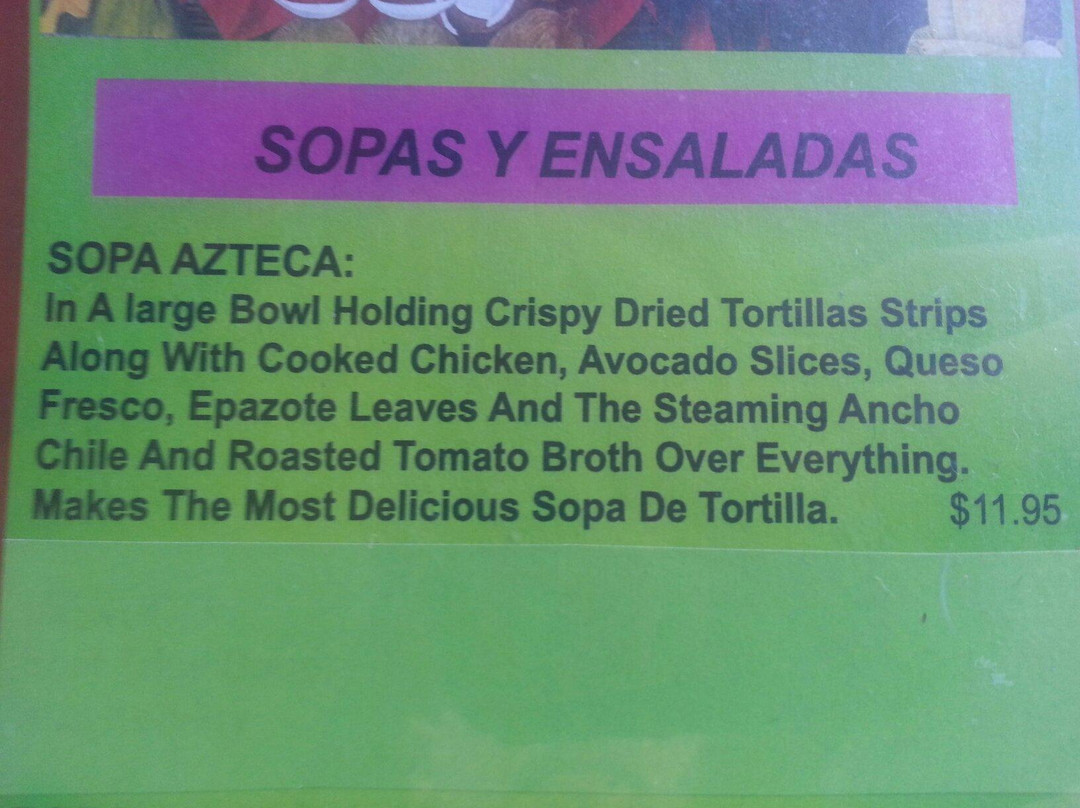 SOPAS Y ENSALADAS
SOPA AZTECA:
In A large Bowl Holding Crispy Dried Tortillas Strips
Along With Cooked Chicken, Avocado Slices, Queso
Fresco, Epazote Leaves And The Steaming Ancho
Chile And Roasted Tomato Broth Over Everything.
Makes The Most Delicious Sopa De Tortilla. $11.95